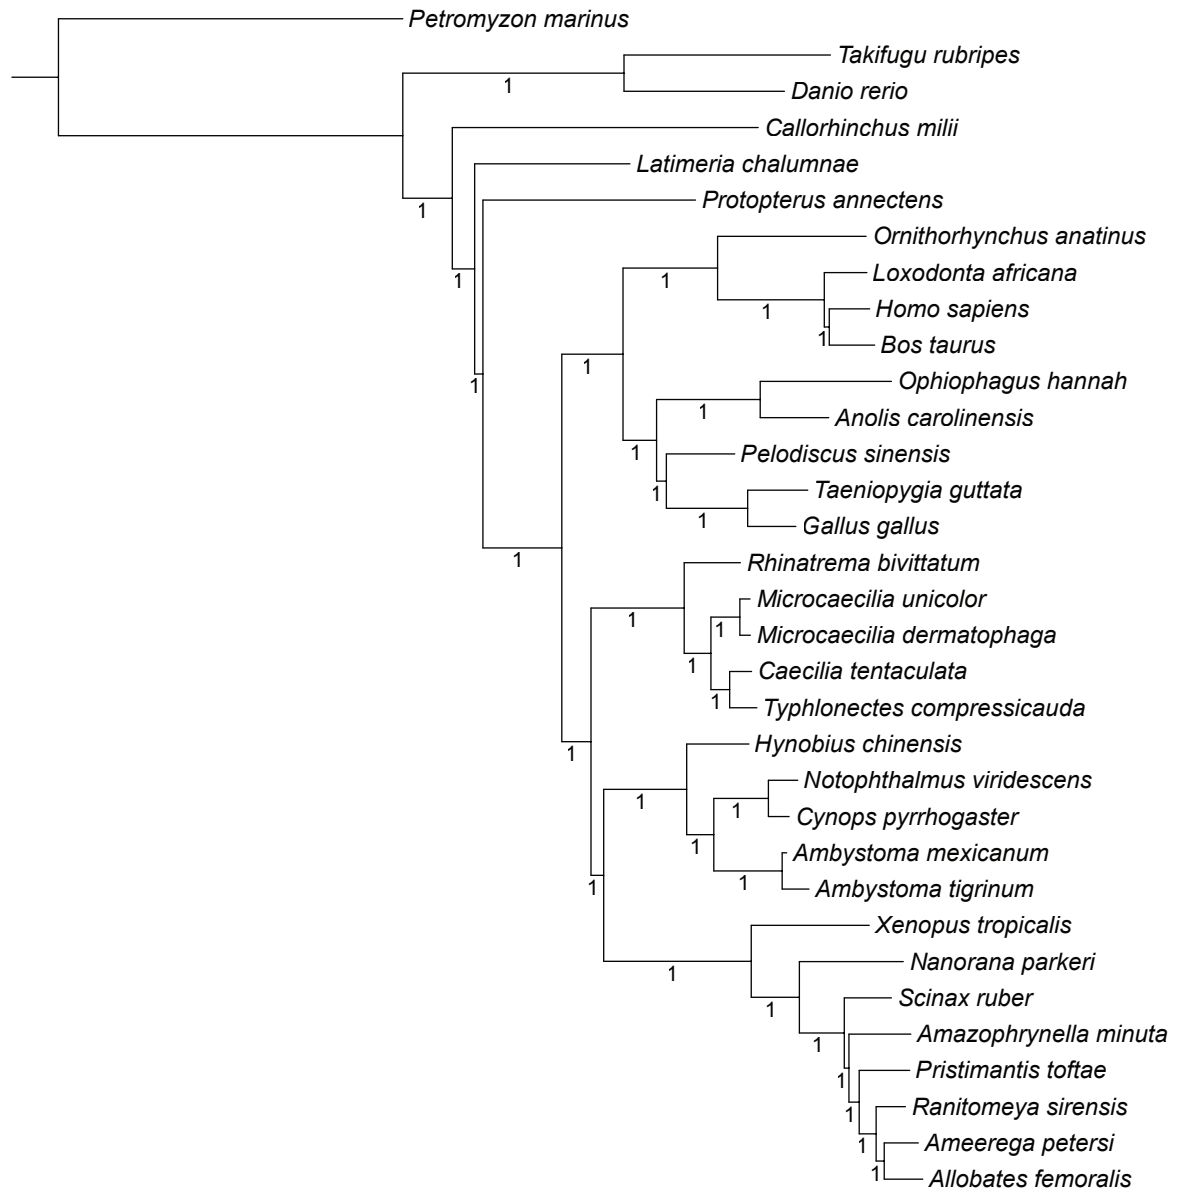 Petromyzon marinus
Takifugu rubripes
1
Danio rerio
Callorhinchus milii
Latimeria chalumnae
1
Protopterus annectens
Ornithorhynchus anatinus
1
1
Loxodonta africana
Homo sapiens
1
1
Bos taurus
1
1
Ophiophagus hannah
1
Anolis carolinensis
1
Pelodiscus sinensis
1
Taeniopygia guttata
1
Gallus gallus
1
Rhinatrema bivittatum
Microcaecilia unicolor
1
1
Microcaecilia dermatophaga
1
Caecilia tentaculata
1
Typhlonectes compressicauda
Hynobius chinensis
1
Notophthalmus viridescens
1
1
Cynops pyrrhogaster
1
Ambystoma mexicanum
1
1
Ambystoma tigrinum
Xenopus tropicalis
Nanorana parkeri
1
Scinax ruber
1
Amazophrynella minuta
1
Pristimantis toftae
1
Ranitomeya sirensis
1
Ameerega petersi
1
1
Allobates femoralis